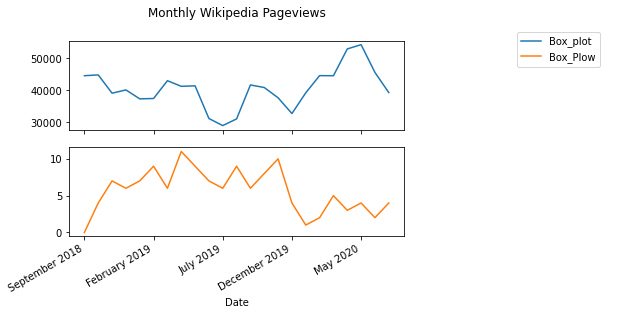 Monthly Wikipedia Pageviews
Box_plot
Box_Plow
50000
40000
30000
10
5
0
September 2018
February 2019
July 2019
December 2019
May 2020
Date